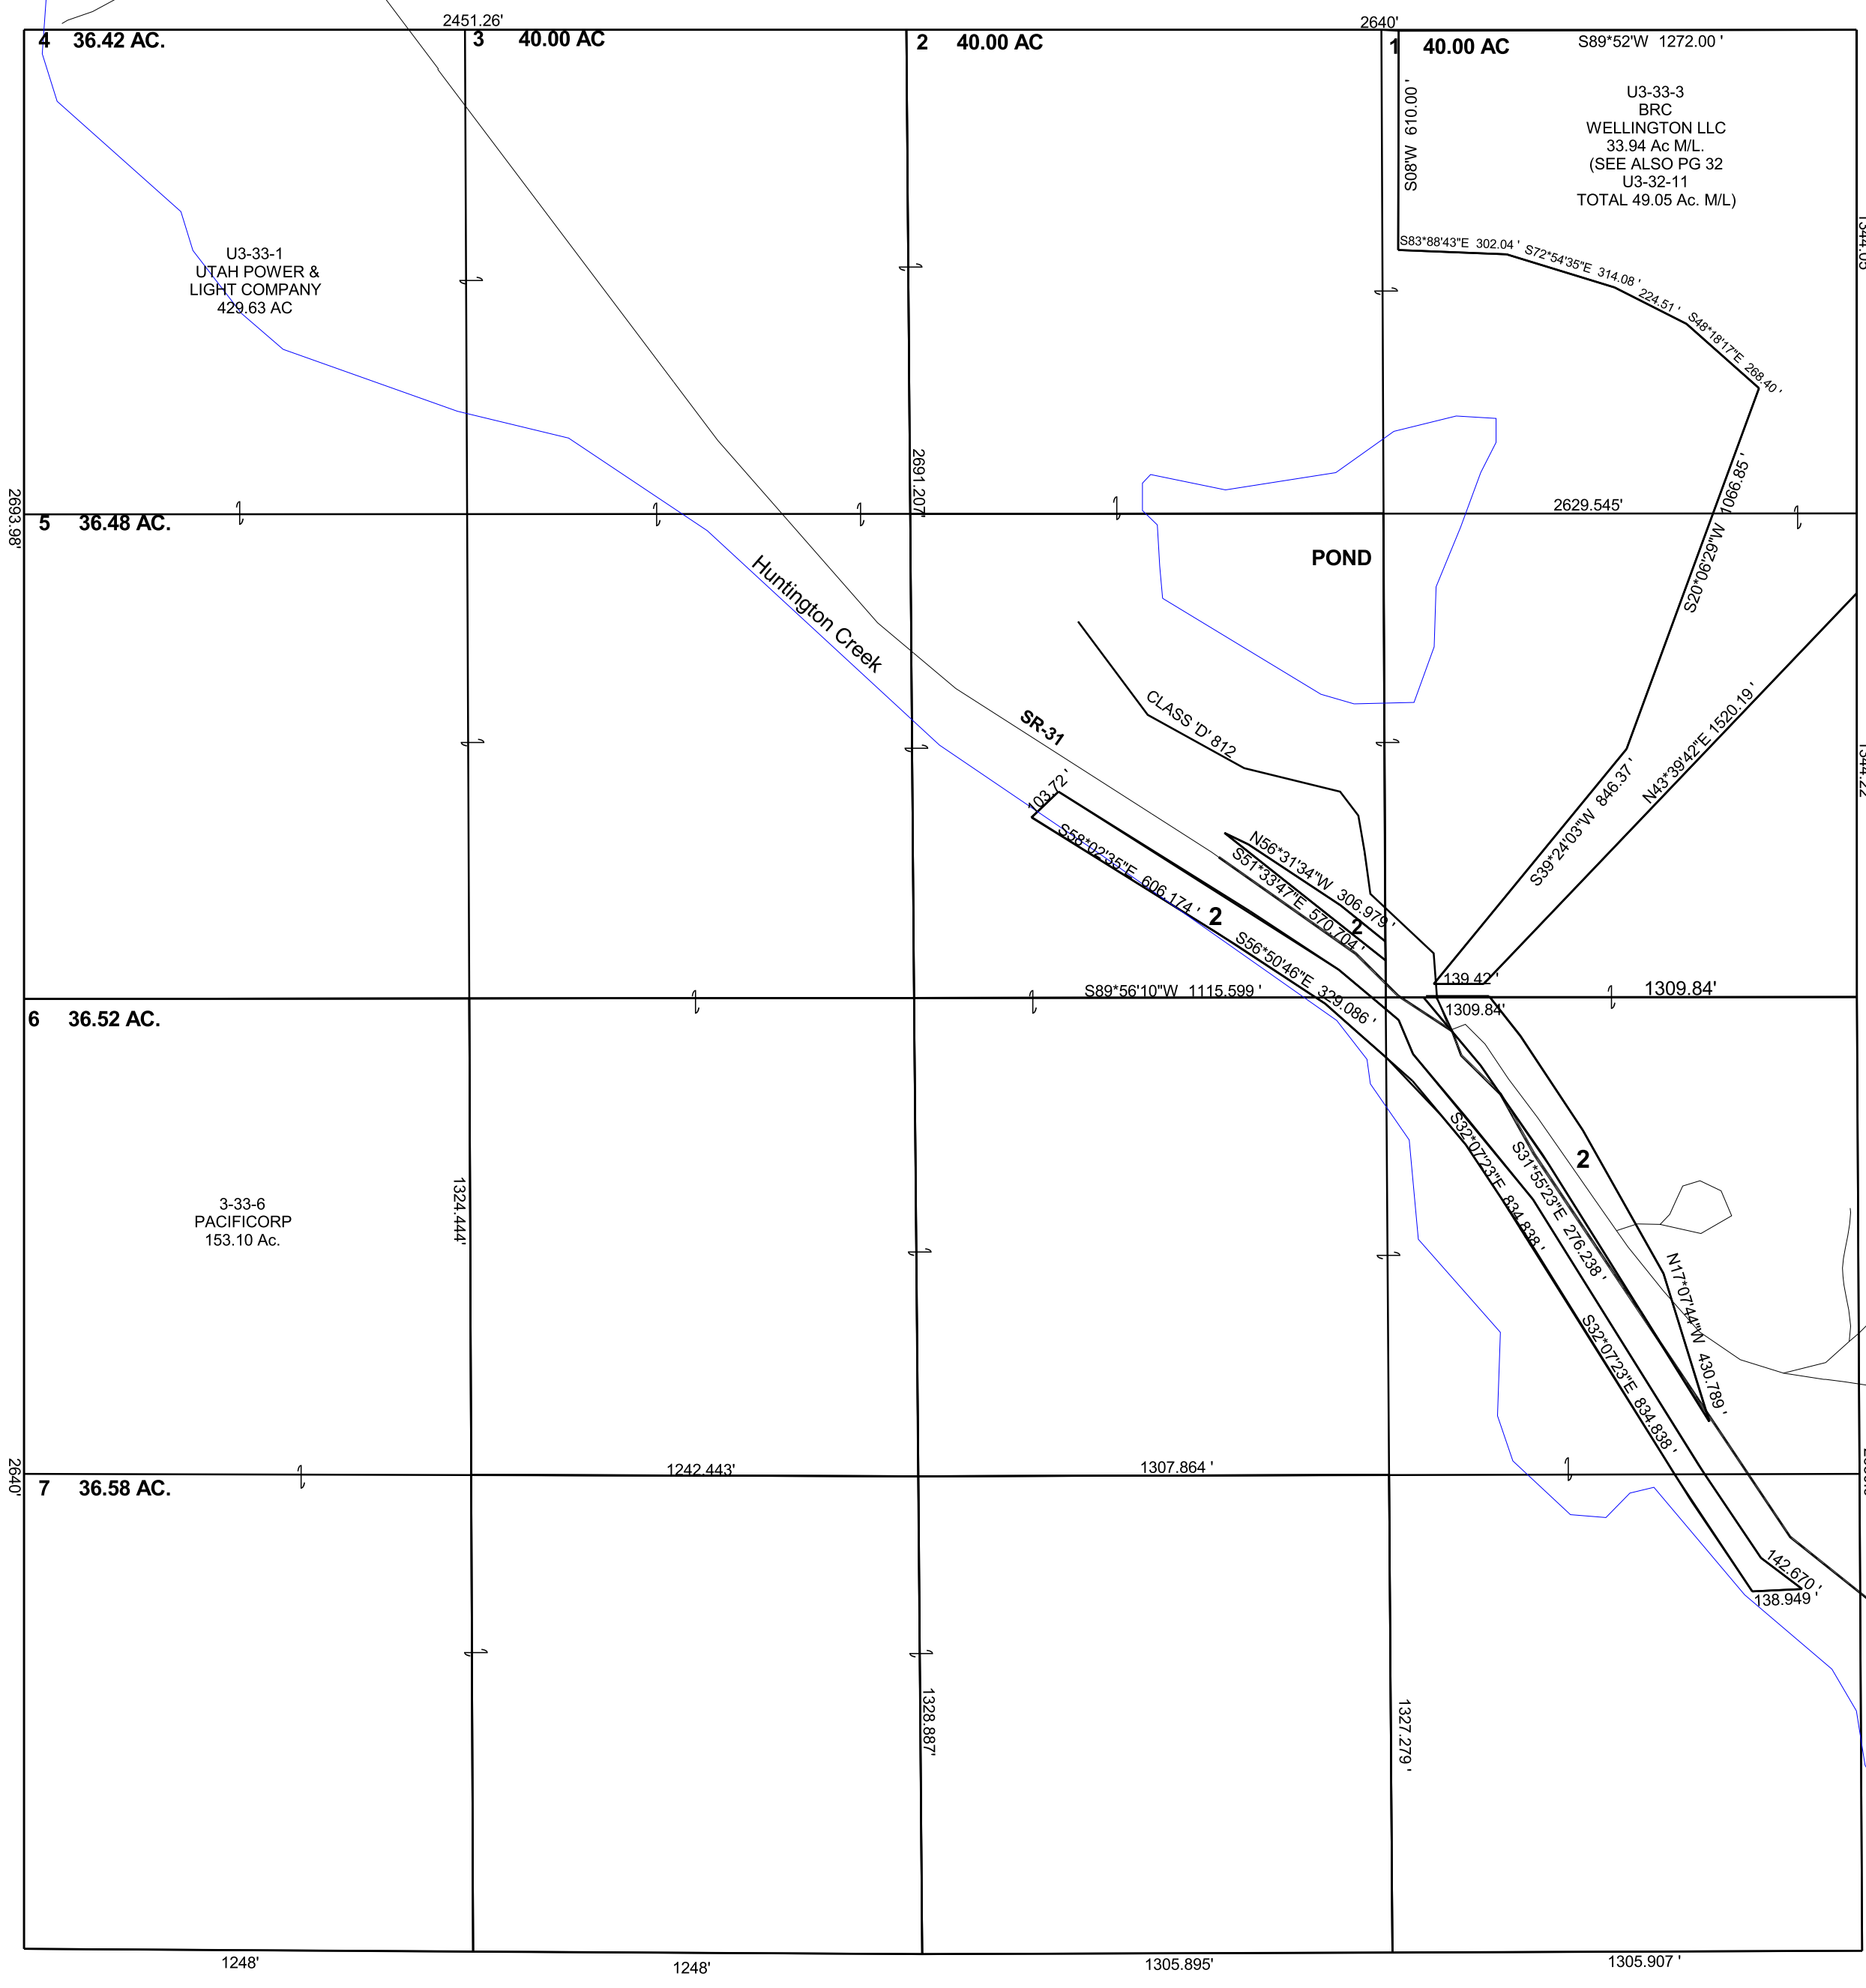 2451.26'
2640'
4 36.42 AC.
3 40.00 AC
2 40.00 AC
1 40.00 AC
S89*52'W 1272.00 '
S08'W 610.00 '
U3-33-3
BRC
WELLINGTON LLC
33.94 Ac M/L.
(SEE ALSO PG 32
U3-32-11
TOTAL 49.05 Ac. M/L)
1344.05
S83*88'43"E 302.04 '
S72*54'35"E 314.08 '
224.51 '
S48*18'17"E 268.40 '
U3-33-1
UTAH POWER &
LIGHT COMPANY
429.63 AC
2693.98'
5 36.48 AC.
2691.207'
2629.545'
S20*06'29"W 1066.85 '
POND
Huntington Creek
SR-31
CLASS 'D' 812
N43*39'42"E 1520.19 '
S39*24'03"W 846.37 '
1344.22
103.72 '
S58*02'35"E 606.174 '
2
N56*31'34"W 306.979 '
S51*33'47"E 570.704 '
2
S56*50'46"E 329.086 '
139.42 '
S89*56'10"W 1115.599 '
1309.84'
1309.84'
6 36.52 AC.
S32*07'23"E 834.838 '
S31*55'23"E 276.238 '
2
N17*07'44"W 430.789 '
S32*07'23"E 834.838 '
3-33-6
PACIFICORP
153.10 Ac.
1324.444'
2640'
7 36.58 AC.
1242.443'
1307.864 '
142.670 '
138.949 '
1328.887'
1327.279 '
1248'
1248'
1305.895'
1305.907 '